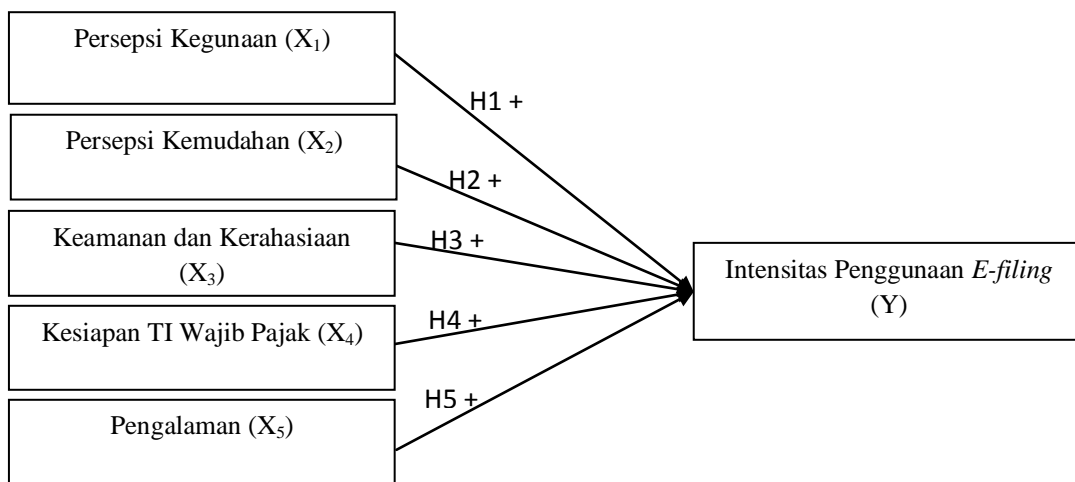 Persepsi Kegunaan (X₁)
H1 +
Persepsi Kemudahan (X₂)
H2 +
Keamanan dan Kerahasiaan
(X₃)
H3 +
Intensitas Penggunaan E-filing
(Y)
Kesiapan TI Wajib Pajak (X₄)
H4 +
Pengalaman (X₅)
H5 +